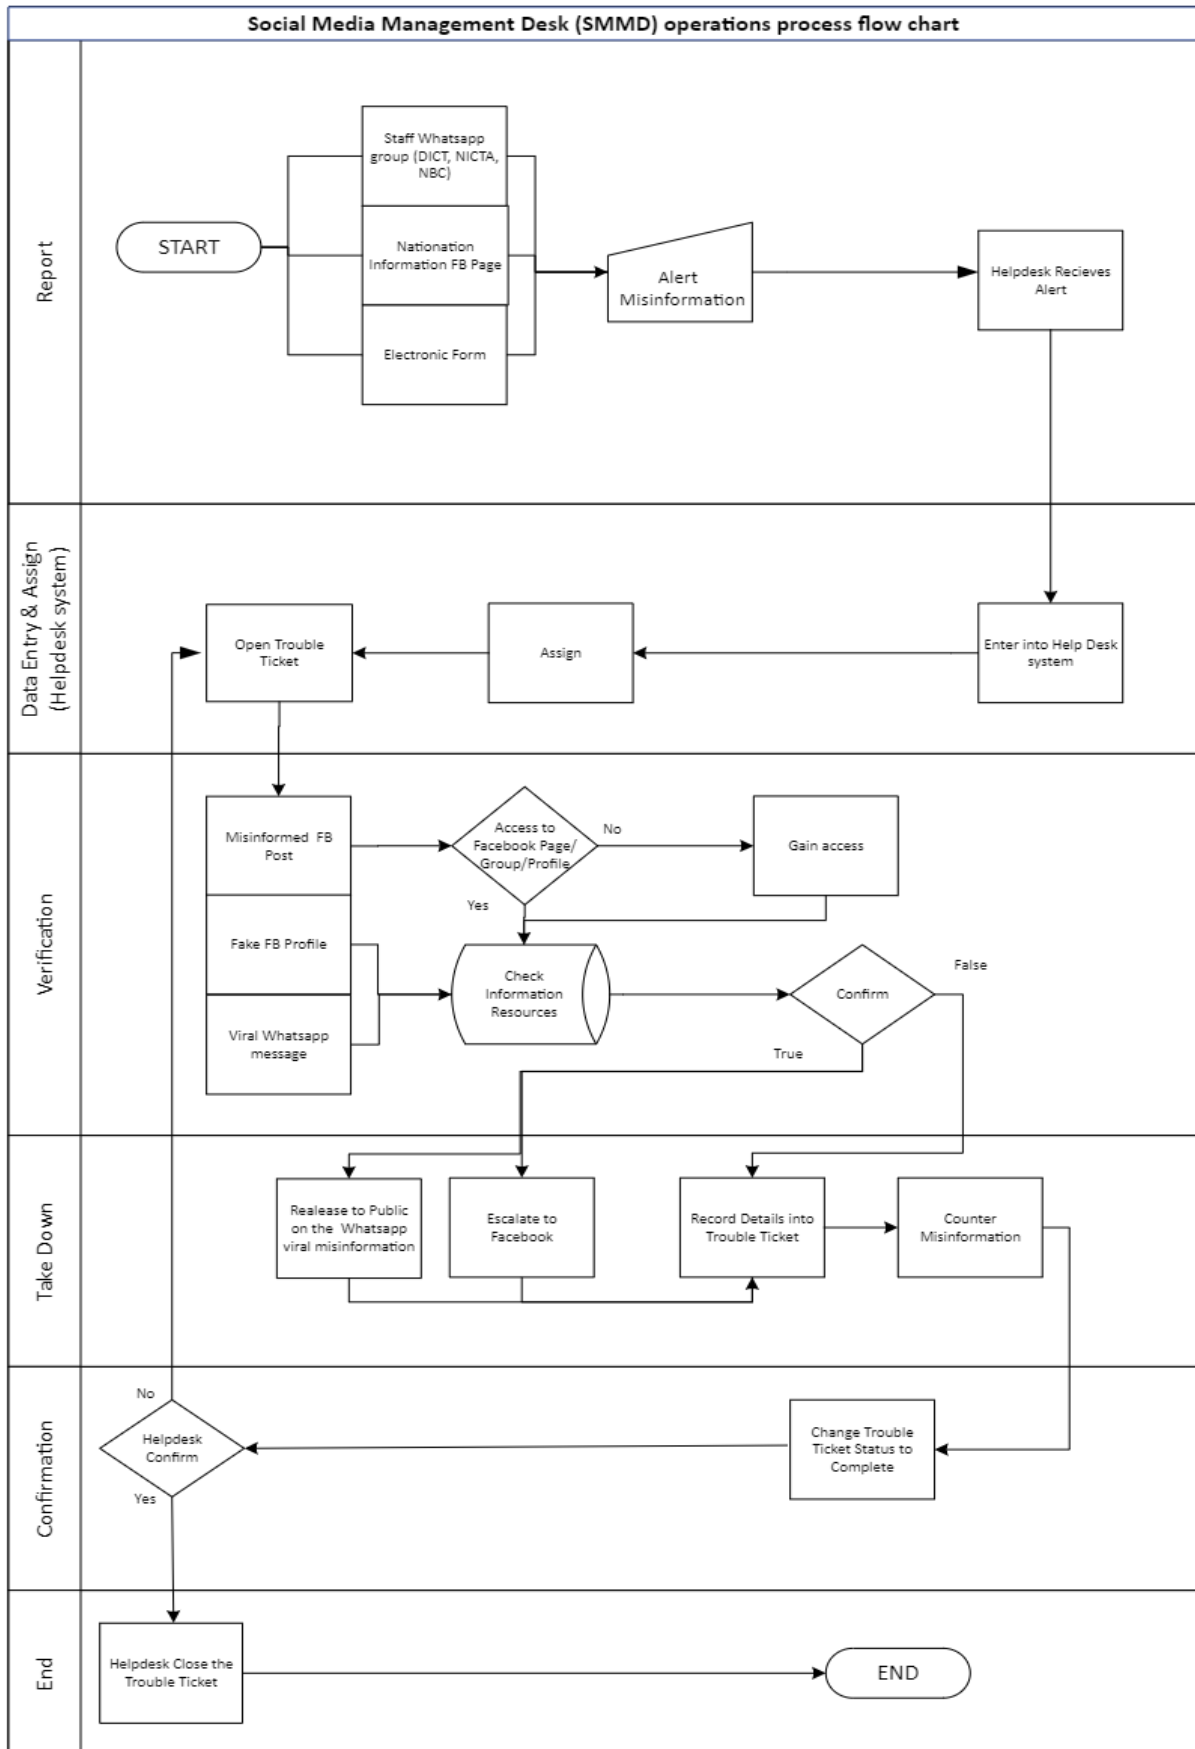 Social Media Management Desk (SMMD) operations process flow chart
Report
START
Staff Whatsapp
group (DICT, NICTA,
NBC)
Nationation
Information FB Page
Electronic Form
Alert
Misinformation
Helpdesk Recieves
Alert
Data Entry & Assign
(Helpdesk system)
Open Trouble
Ticket
Assign
Enter into Help Desk
system
Verification
Misinformed FB
Post
Access to
Facebook Page/
Group/Profile
No
Gain access
Yes
Fake FB Profile
Check
Information
Resources
Confirm
False
Viral Whatsapp
message
True
Take Down
Realease to Public
on the Whatsapp
viral misinformation
Escalate to
Facebook
Record Details into
Trouble Ticket
Counter
Misinformation
Confirmation
No
Helpdesk
Confirm
Yes
Change Trouble
Ticket Status to
Complete
End
Helpdesk Close the
Trouble Ticket
END